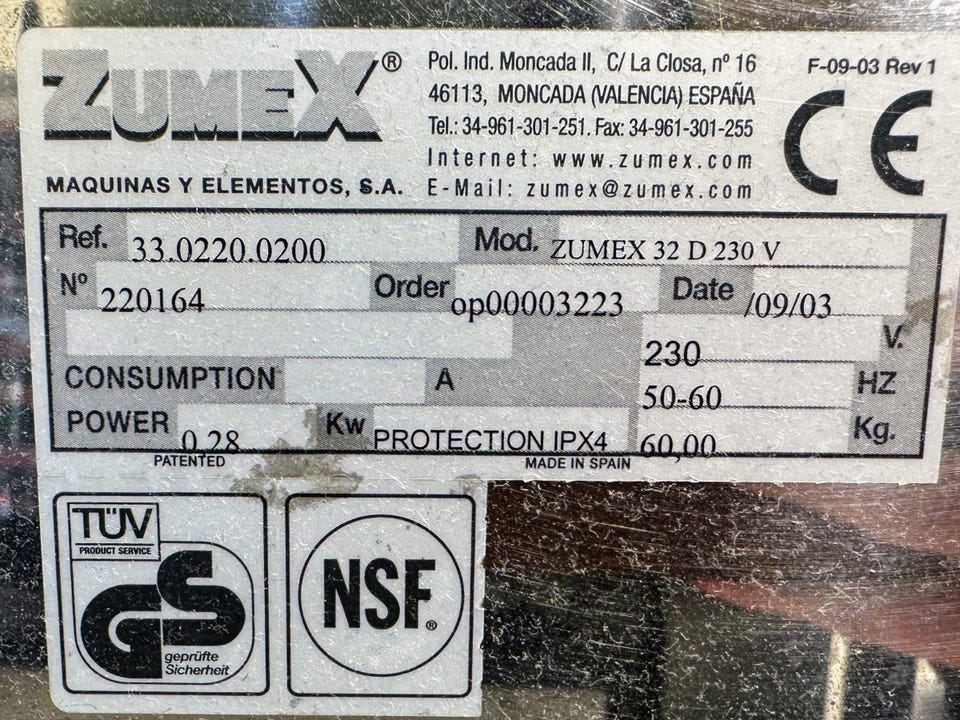 ZUMEX®
MAQUINAS Y ELEMENTOS, S.A.
Pol. Ind. Moncada II, C/ La Closa, nº 16
46113, MONCADA (VALENCIA) ESPAÑA
Tel.: 34-961-301-251. Fax: 34-961-301-255
Internet: www.zumex.com
E-Mail: zumex@zumex.com
F-09-03 Rev 1
CE
Ref. 33.0220.0200 Mod. ZUMEX 32 D 230 V
Nº 220164 Order op00003223 Date /09/03
230 V.
CONSUMPTION A 50-60 HZ
POWER 0,28 Kw PROTECTION IPX4 60,00 Kg.
PATENTED MADE IN SPAIN
TÜV
PRODUCT SERVICE
GS
geprüfte
Sicherheit
NSF®